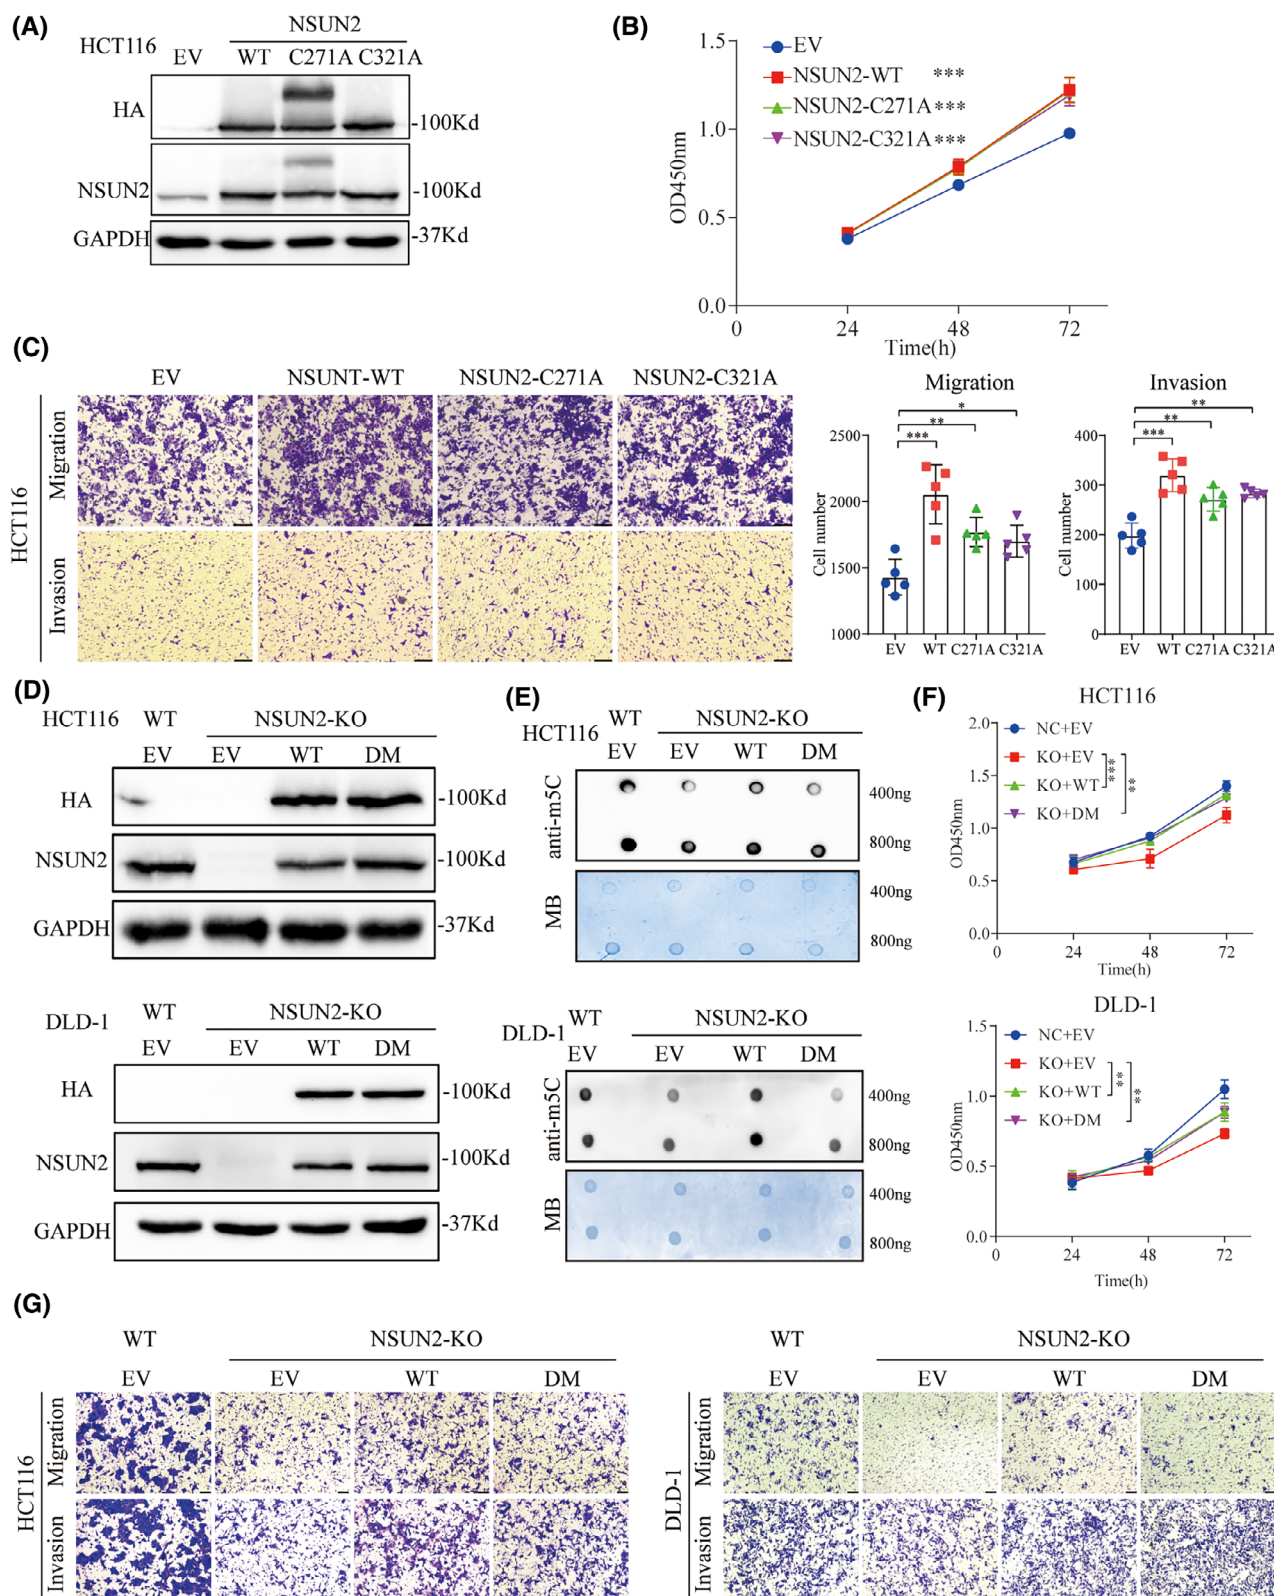 (A)
NSUN2
HCT116
EV WT C271A C321A
HA
-100Kd
NSUN2
-100Kd
GAPDH
-37Kd
(B)
1.5
1.0
0.5
0.0
OD450nm
EV
NSUN2-WT ***
NSUN2-C271A ***
NSUN2-C321A ***
0 24 48 72
Time(h)
(C)
EV NSUNT-WT NSUN2-C271A NSUN2-C321A
HCT116
Migration
Invasion
Migration
*
**
***
2500
2000
1500
1000
Cell number
EV WT C271A C321A
Invasion
**
**
***
400
300
200
100
0
Cell number
EV WT C271A C321A
(D)
HCT116 WT NSUN2-KO
EV EV WT DM
HA
-100Kd
NSUN2
-100Kd
GAPDH
-37Kd
DLD-1 WT NSUN2-KO
EV EV WT DM
HA
-100Kd
NSUN2
-100Kd
GAPDH
-37Kd
(E)
HCT116 WT NSUN2-KO
EV EV WT DM
anti-m5C
400ng
800ng
MB
400ng
800ng
DLD-1 WT NSUN2-KO
EV EV WT DM
anti-m5C
400ng
800ng
MB
400ng
800ng
(F)
HCT116
2.0
1.5
1.0
0.5
0.0
OD450nm
NC+EV
KO+EV
KO+WT
KO+DM
***
**
0 24 48 72
Time(h)
DLD-1
1.5
1.0
0.5
0.0
OD450nm
NC+EV
KO+EV
KO+WT
KO+DM
**
**
0 24 48 72
Time(h)
(G)
WT NSUN2-KO
EV EV WT DM
HCT116
Migration
Invasion
WT NSUN2-KO
EV EV WT DM
DLD-1
Migration
Invasion